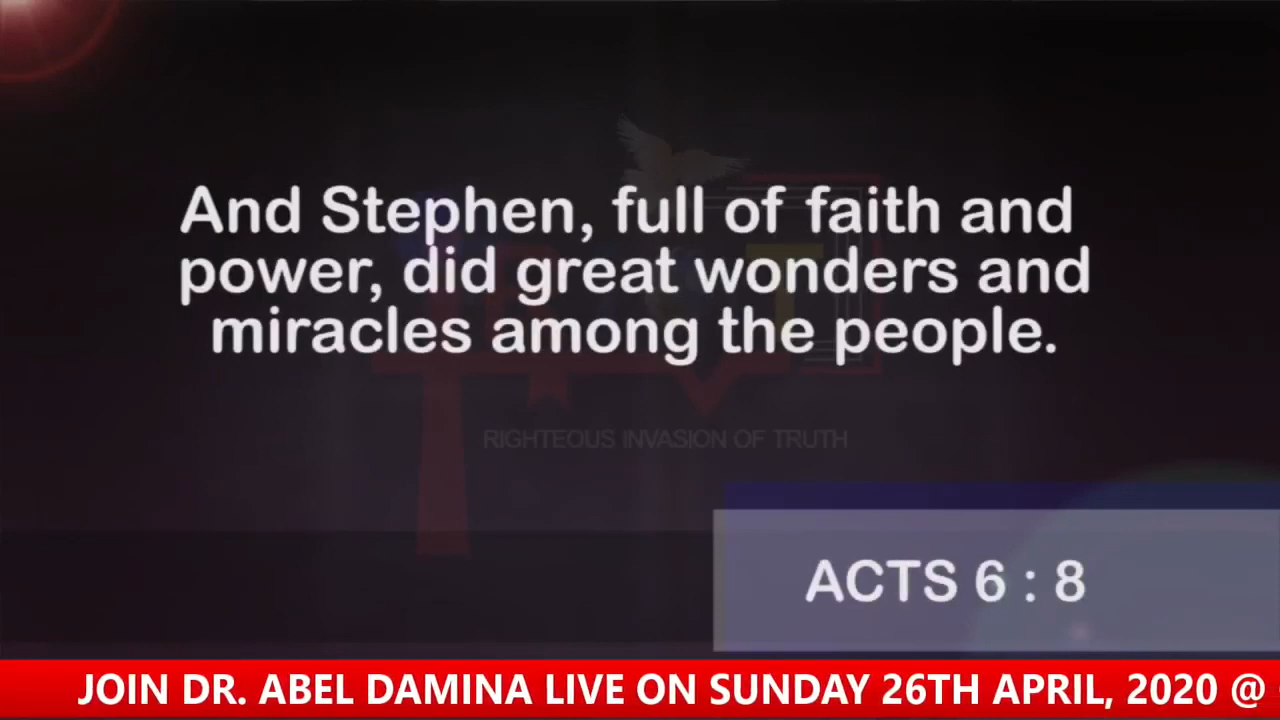 And Stephen, full of faith and
power, did great wonders and
miracles among the people.
RIGHTEOUS INVASION OF TRUTH
ACTS 6 : 8
JOIN DR. ABEL DAMINA LIVE ON SUNDAY 26TH APRIL, 2020 @